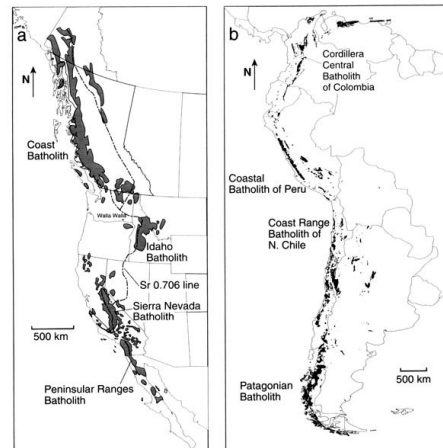 a
N
Coast
Batholith
Walla Walla
Idaho
Batholith
Sr 0.706 line
Sierra Nevada
Batholith
500 km
Peninsular Ranges
Batholith
b
N
Cordillera
Central
Batholith
of Colombia
Coastal
Batholith of Peru
Coast Range
Batholith of
N. Chile
500 km
Patagonian
Batholith